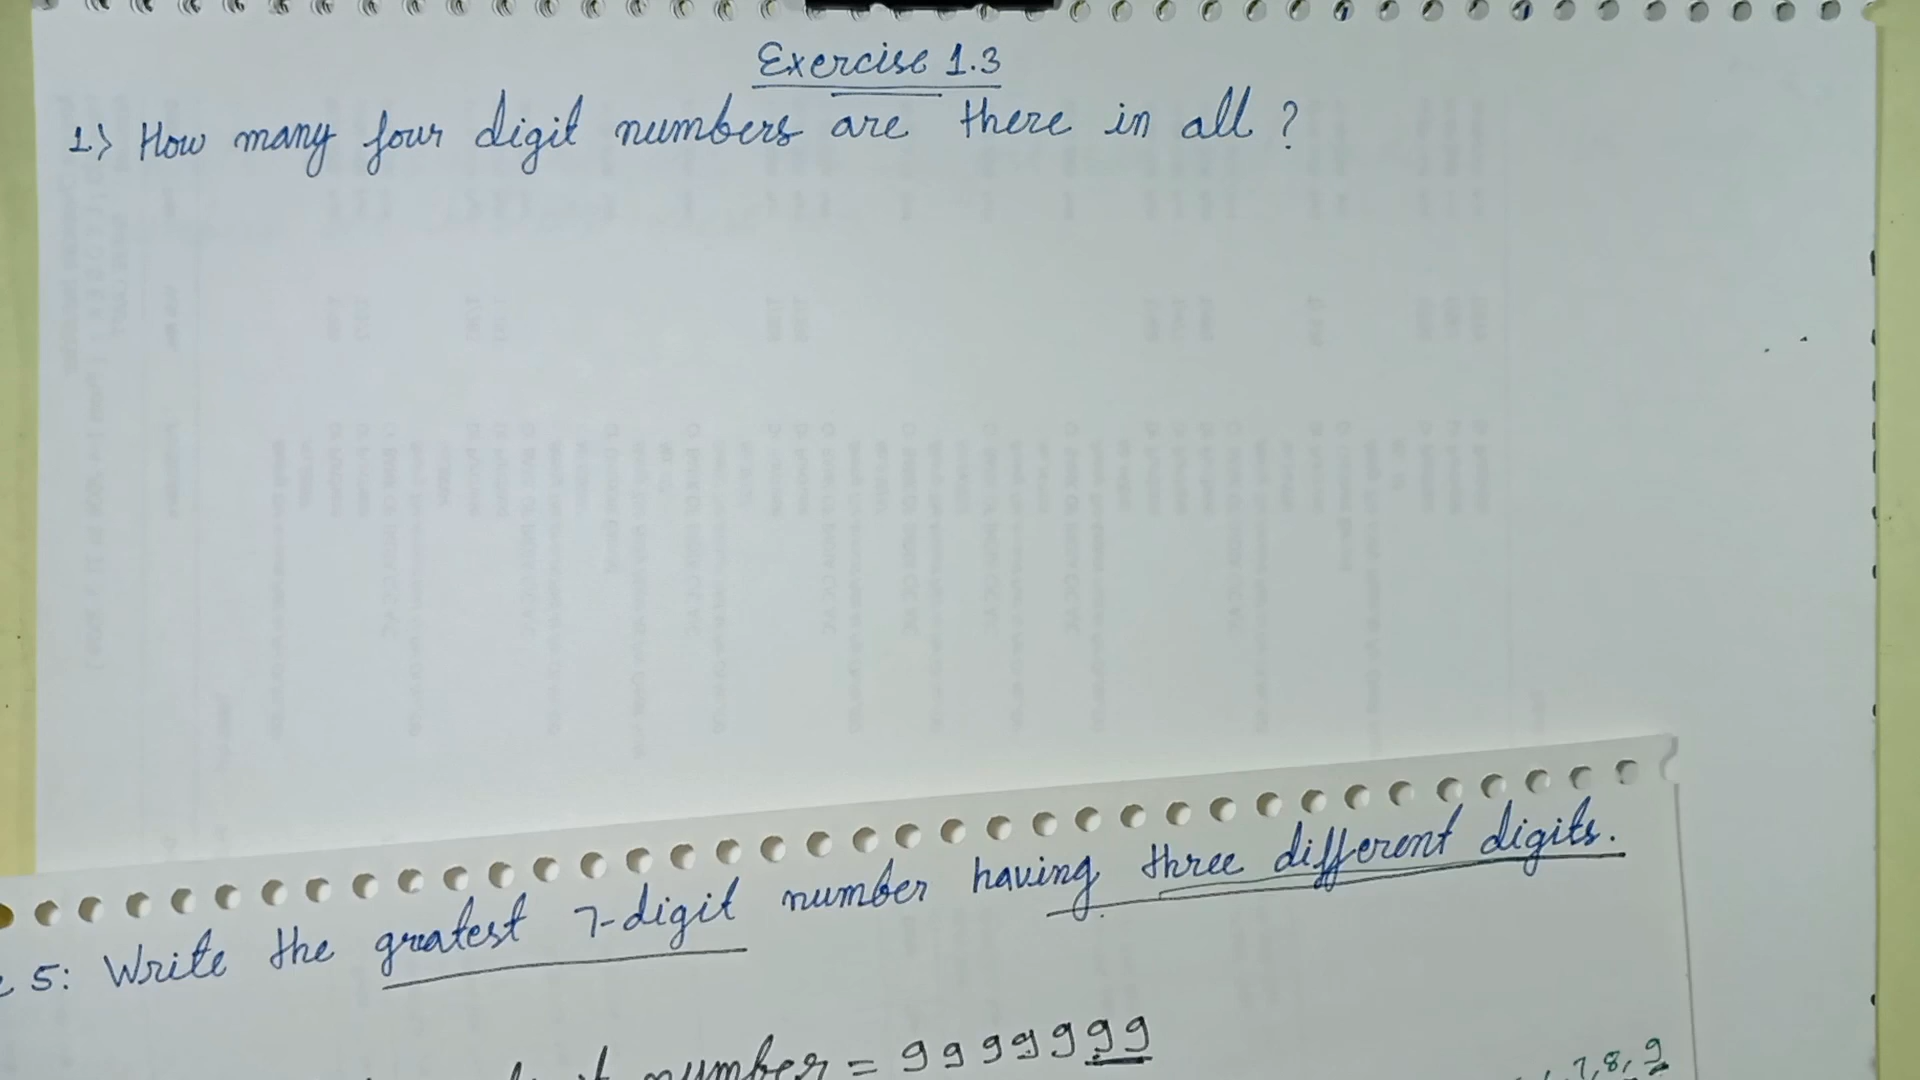 Exercise 1.3
1) How many four digit numbers are there in all ?
5: Write the greatest 7-digit number having three different digits.
number = 9999999
7, 8, 9